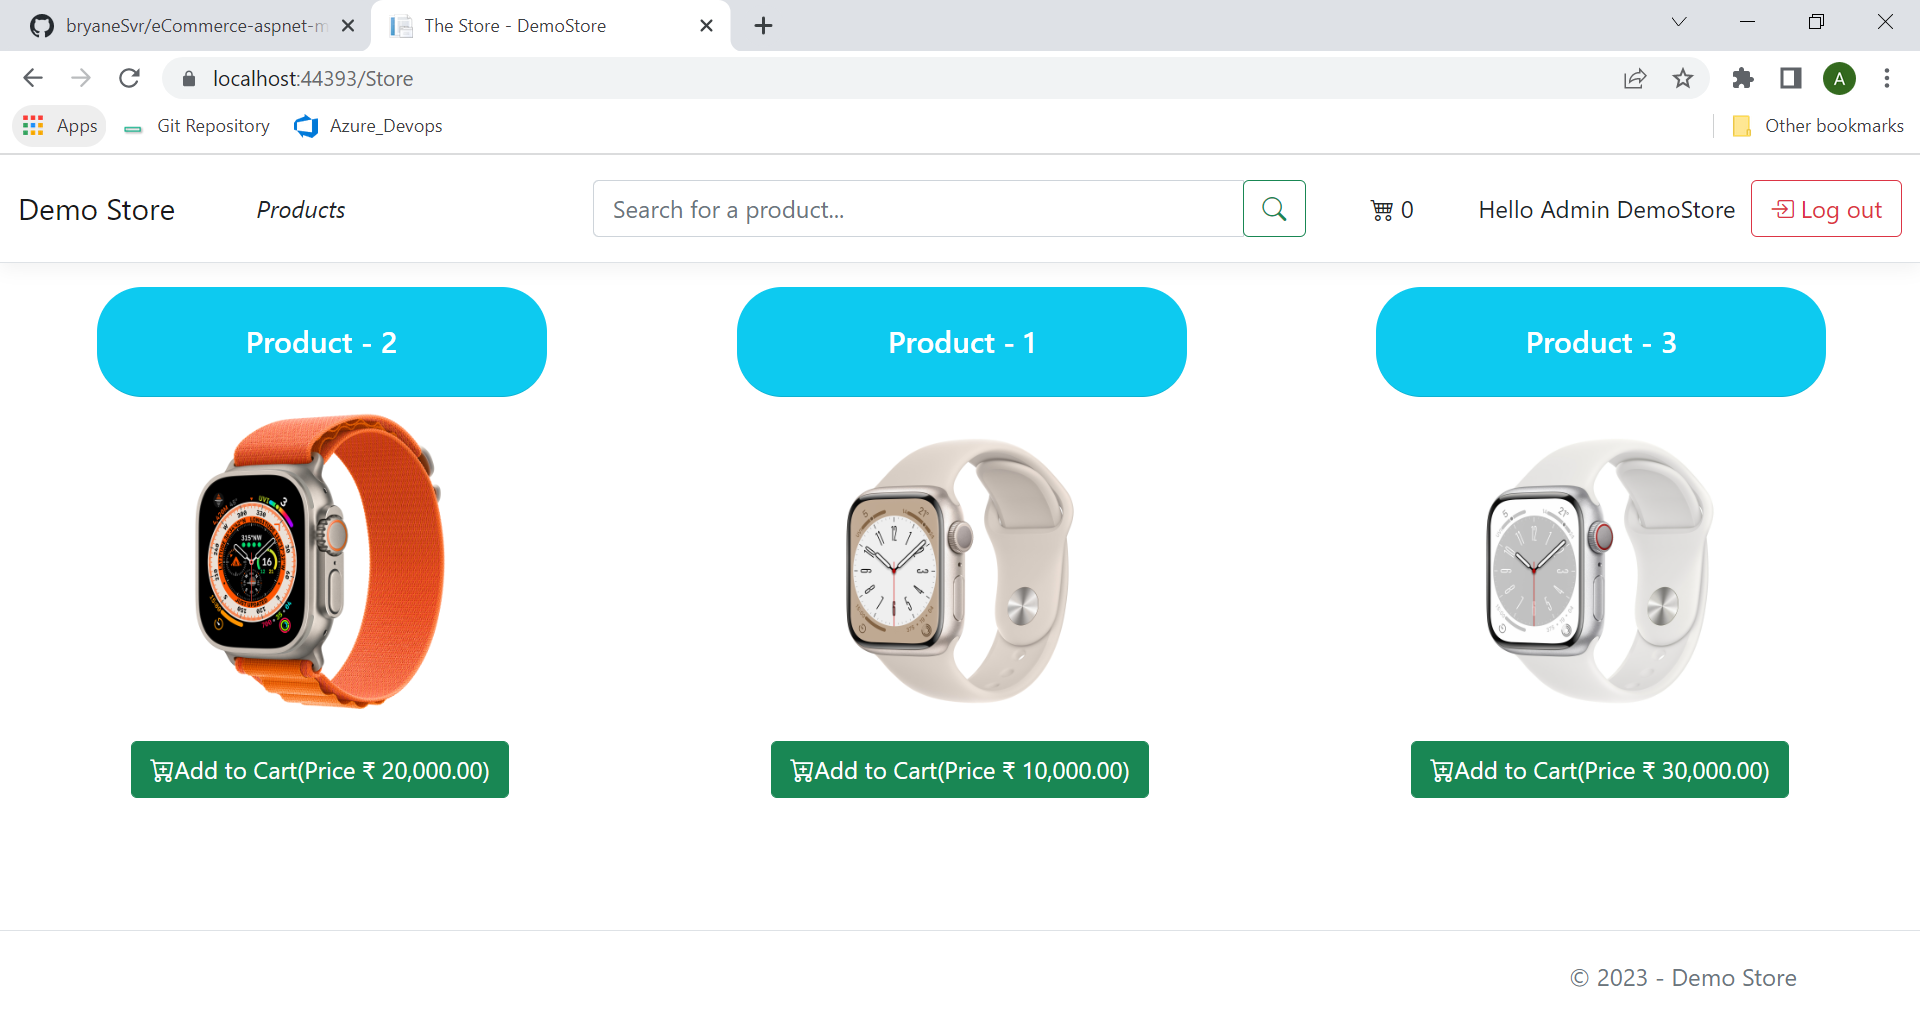 bryaneSvr/eCommerce-aspnet-m
The Store - DemoStore
localhost:44393/Store
A
Apps
Git Repository
Azure_Devops
Other bookmarks
Demo Store
Products
Search for a product...
0
Hello Admin DemoStore
Log out
Product - 2
Product - 1
Product - 3
Add to Cart(Price ₹ 20,000.00)
Add to Cart(Price ₹ 10,000.00)
Add to Cart(Price ₹ 30,000.00)
© 2023 - Demo Store